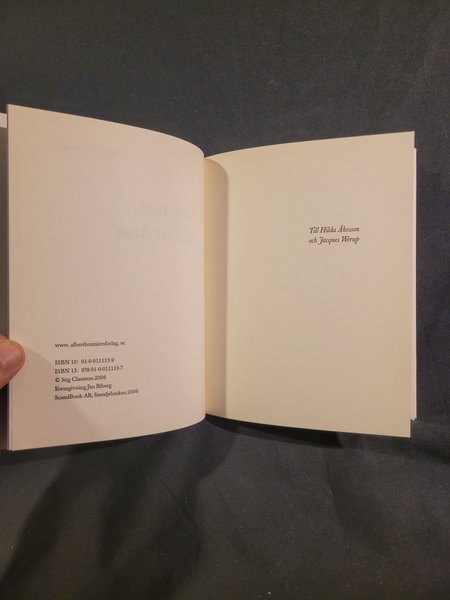 www. albertbonniersforlag. se
ISBN 10: 91-0-011113-9
ISBN 13: 978-91-0-011113-7
© Stig Claesson 2006
Formgivning Jan Biberg
ScandBook AB, Smedjebacken 2006
Till Hilda Åkesson
och Jacques Werup